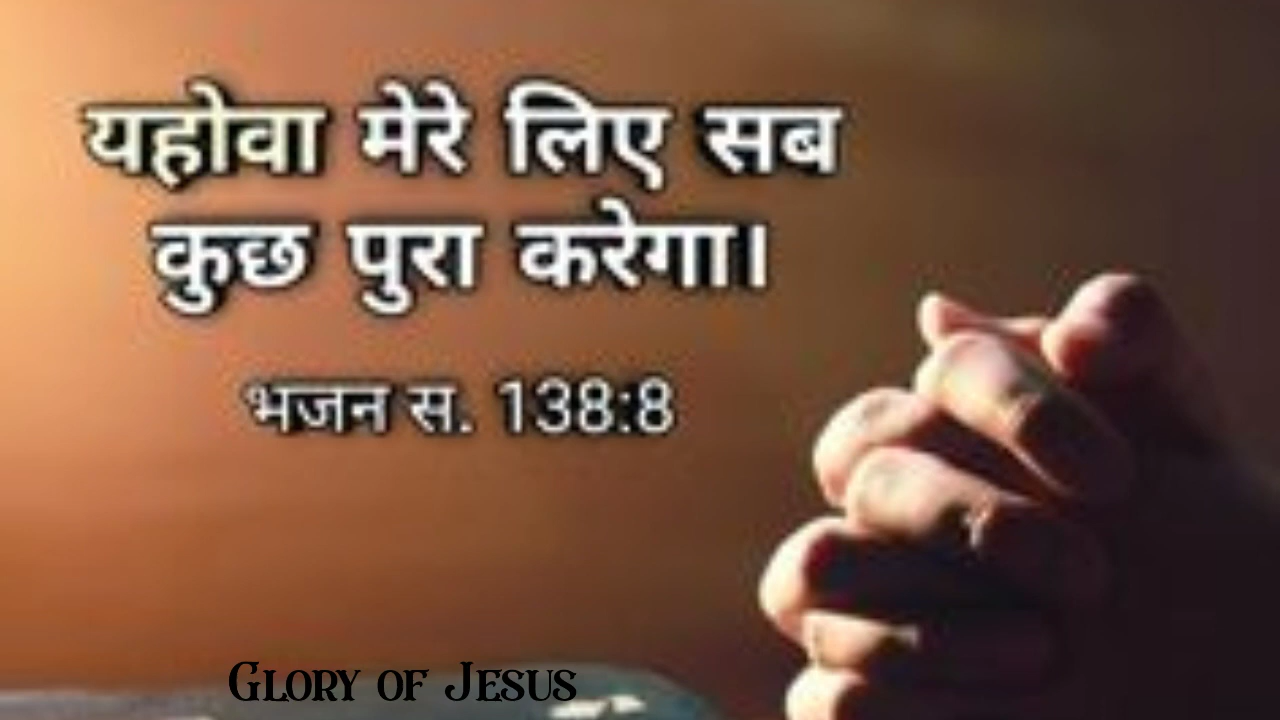 यहोवा मेरे लिए सब
कुछ पुरा करेगा।
भजन स. 138:8
Glory of Jesus